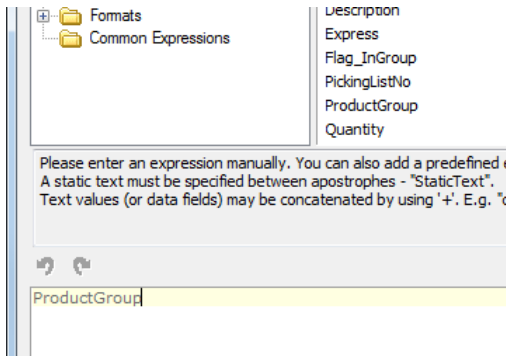 Formats
Common Expressions
Description
Express
Flag_InGroup
PickingListNo
ProductGroup
Quantity
Please enter an expression manually. You can also add a predefined
A static text must be specified between apostrophes - "StaticText".
Text values (or data fields) may be concatenated by using '+'. E.g.
ProductGroup